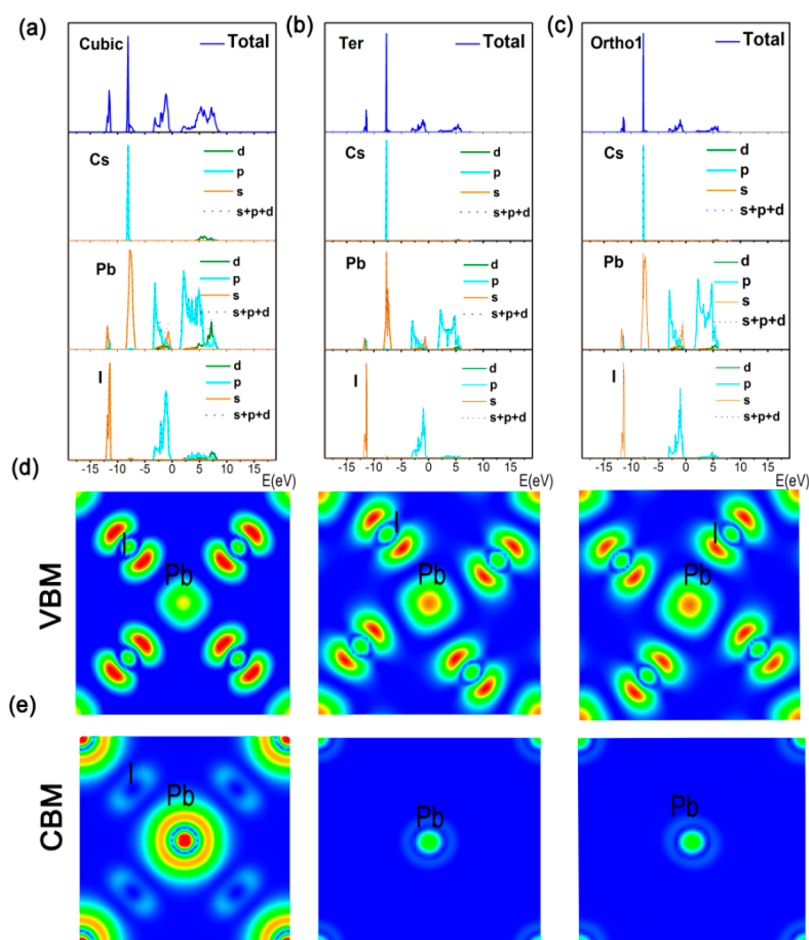 (a)
Cubic
Total
Cs
d
p
s
s+p+d
Pb
d
p
s
s+p+d
I
d
p
s
s+p+d
-15 -10 -5 0 5 10 15
E(eV)
(b)
Ter
Total
d
p
s
s+p+d
Cs
Pb
d
p
s
s+p+d
I
d
p
s
s+p+d
-15 -10 -5 0 5 10 15
E(eV)
(c)
Ortho1
Total
Cs
d
p
s
s+p+d
Pb
d
p
s
s+p+d
I
d
p
s
s+p+d
-15 -10 -5 0 5 10 15
E(eV)
(d)
VBM
I
Pb
I
Pb
I
Pb
(e)
CBM
I
Pb
Pb
Pb